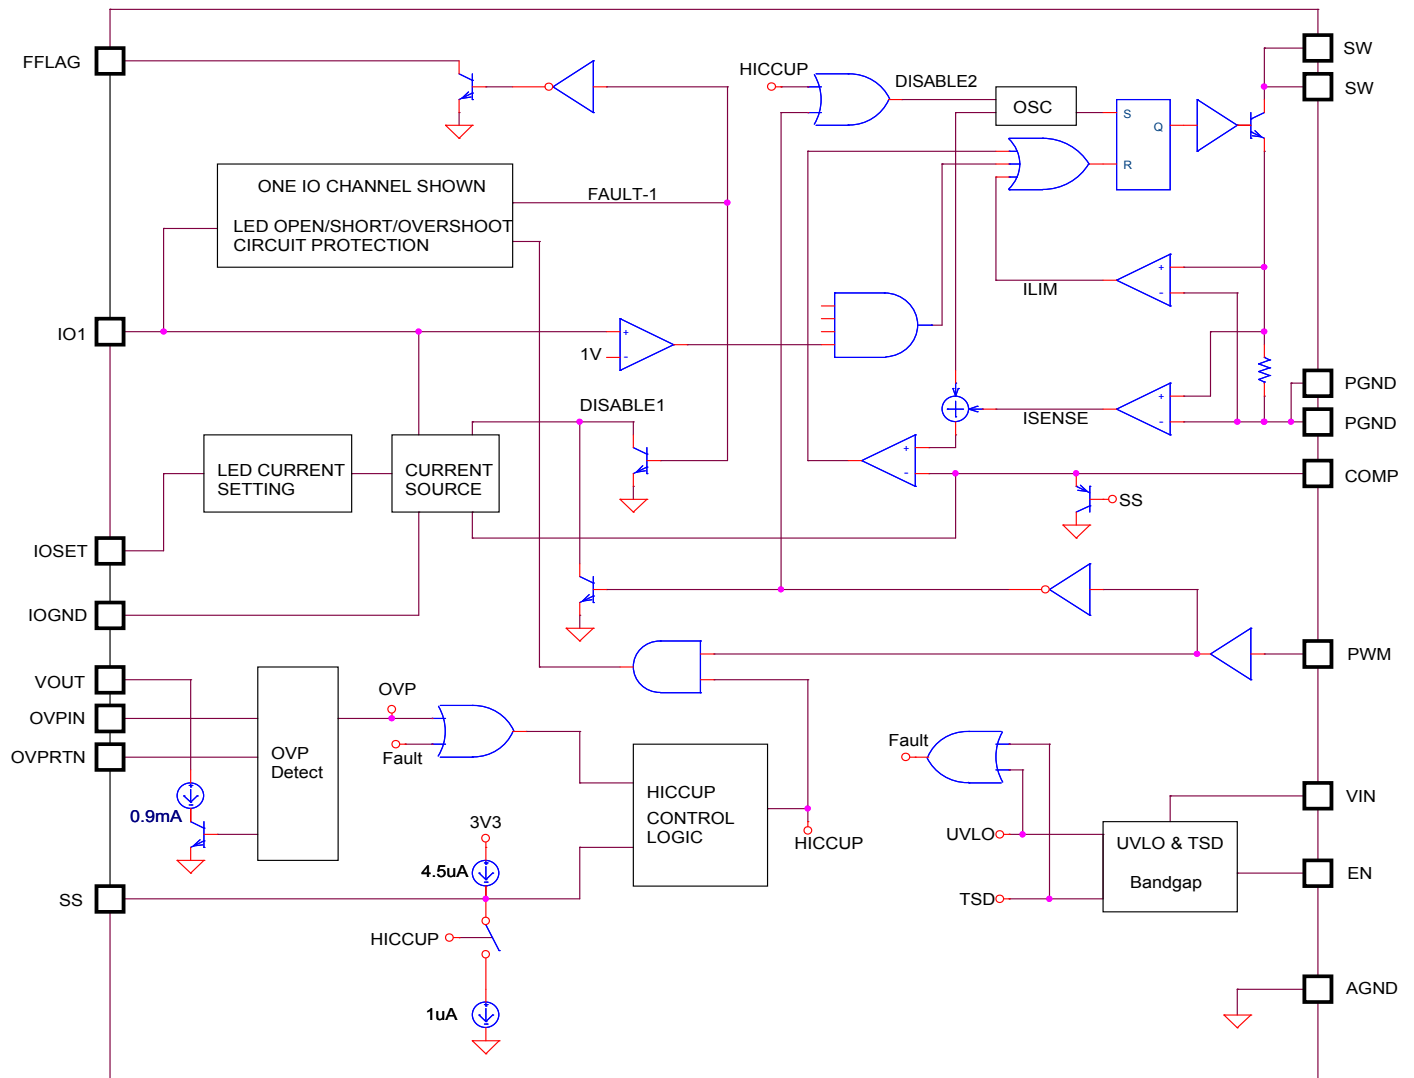 SW
FFLAG
HICCUP
DISABLE2
SW
OSC
S
Q
R
ONE IO CHANNEL SHOWN
FAULT-1
LED OPEN/SHORT/OVERSHOOT
CIRCUIT PROTECTION
+
-
ILIM
IO1
+
1V
-
PGND
+
DISABLE1
ISENSE
-
PGND
+
LED CURRENT
SETTING
CURRENT
SOURCE
-
COMP
SS
IOSET
IOGND
PWM
VOUT
OVP
OVPIN
Fault
OVPRTN
OVP
Detect
Fault
HICCUP
CONTROL
LOGIC
VIN
0.9mA
3V3
HICCUP
UVLO
UVLO & TSD
Bandgap
4.5uA
EN
SS
TSD
HICCUP
1uA
AGND